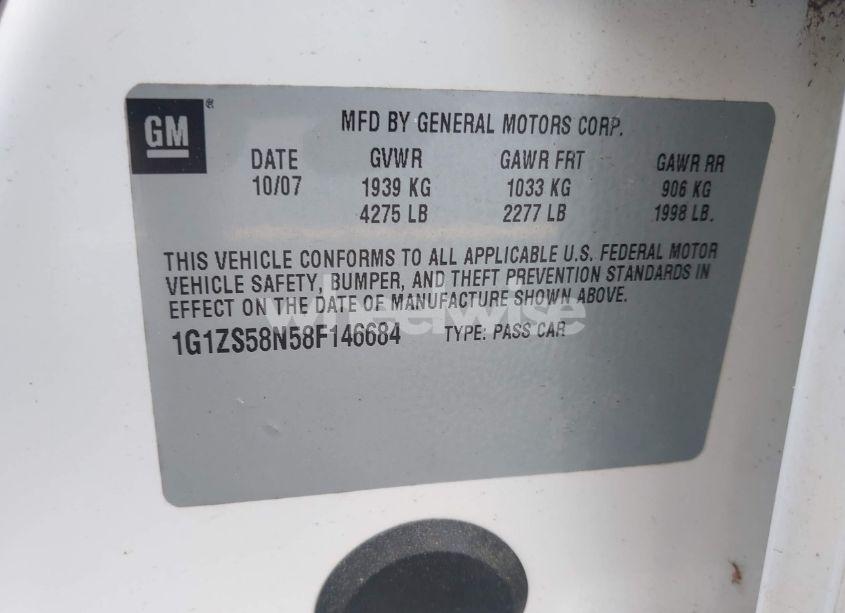 GM®
MFD BY GENERAL MOTORS CORP.
DATE GVWR GAWR FRT GAWR RR
10/07 1939 KG 1033 KG 906 KG
4275 LB 2277 LB 1998 LB.
THIS VEHICLE CONFORMS TO ALL APPLICABLE U.S. FEDERAL MOTOR
VEHICLE SAFETY, BUMPER, AND THEFT PREVENTION STANDARDS IN
EFFECT ON THE DATE OF MANUFACTURE SHOWN ABOVE.
wheelwise
1G1ZS58N58F146684 TYPE: PASS CAR